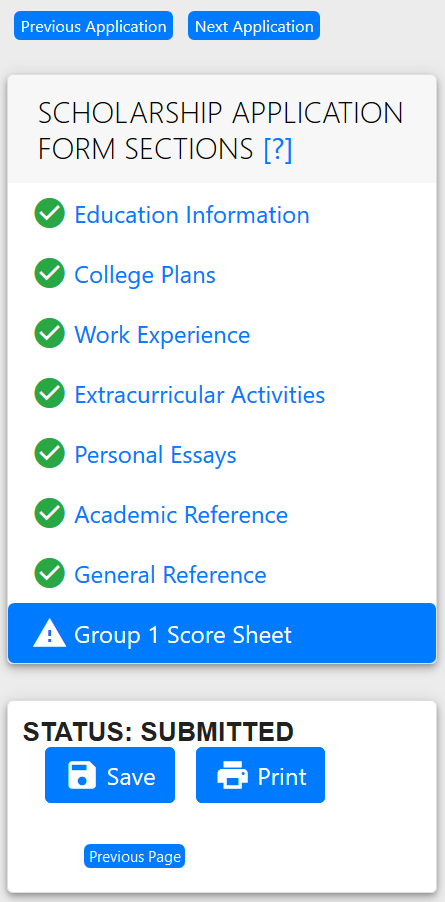 Previous Application Next Application
SCHOLARSHIP APPLICATION
FORM SECTIONS [?]
Education Information
College Plans
Work Experience
Extracurricular Activities
Personal Essays
Academic Reference
General Reference
Group 1 Score Sheet
STATUS: SUBMITTED
Save Print
Previous Page